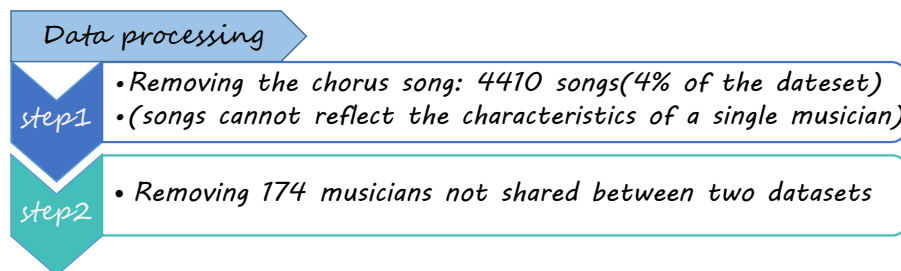 Data processing
•Removing the chorus song: 4410 songs(4% of the dateset)
step1
•(songs cannot reflect the characteristics of a single musician)
• Removing 174 musicians not shared between two datasets
step2